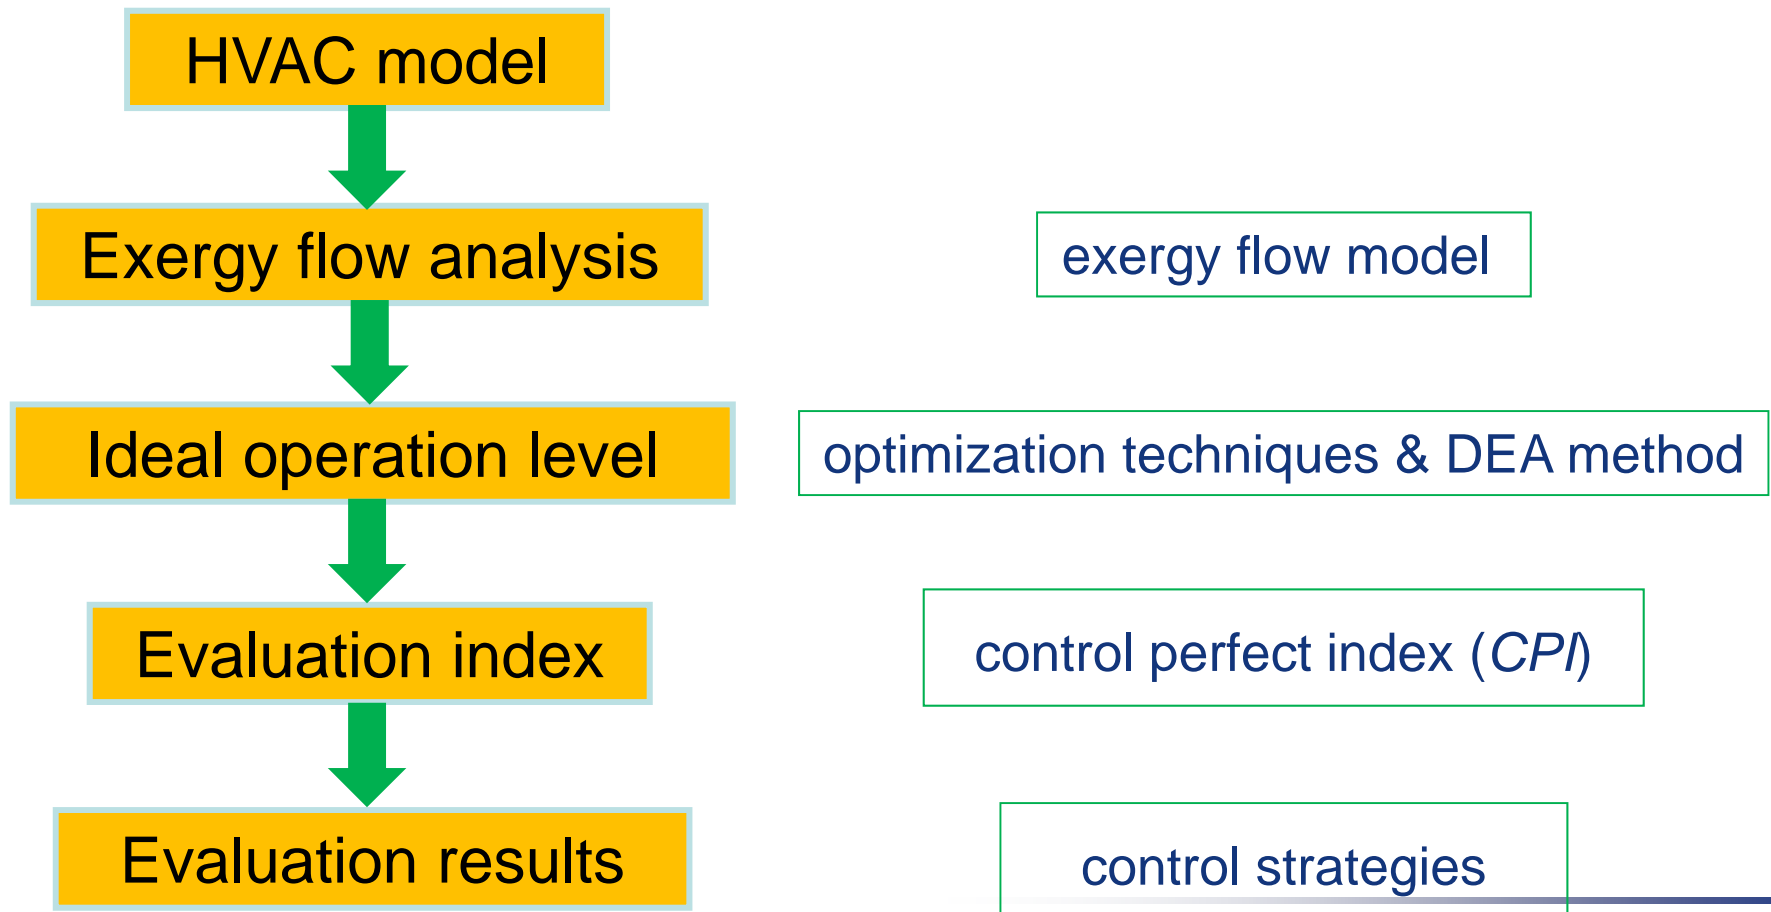 HVAC model
Exergy flow analysis
exergy flow model
Ideal operation level
optimization techniques & DEA method
Evaluation index
control perfect index (CPI)
Evaluation results
control strategies